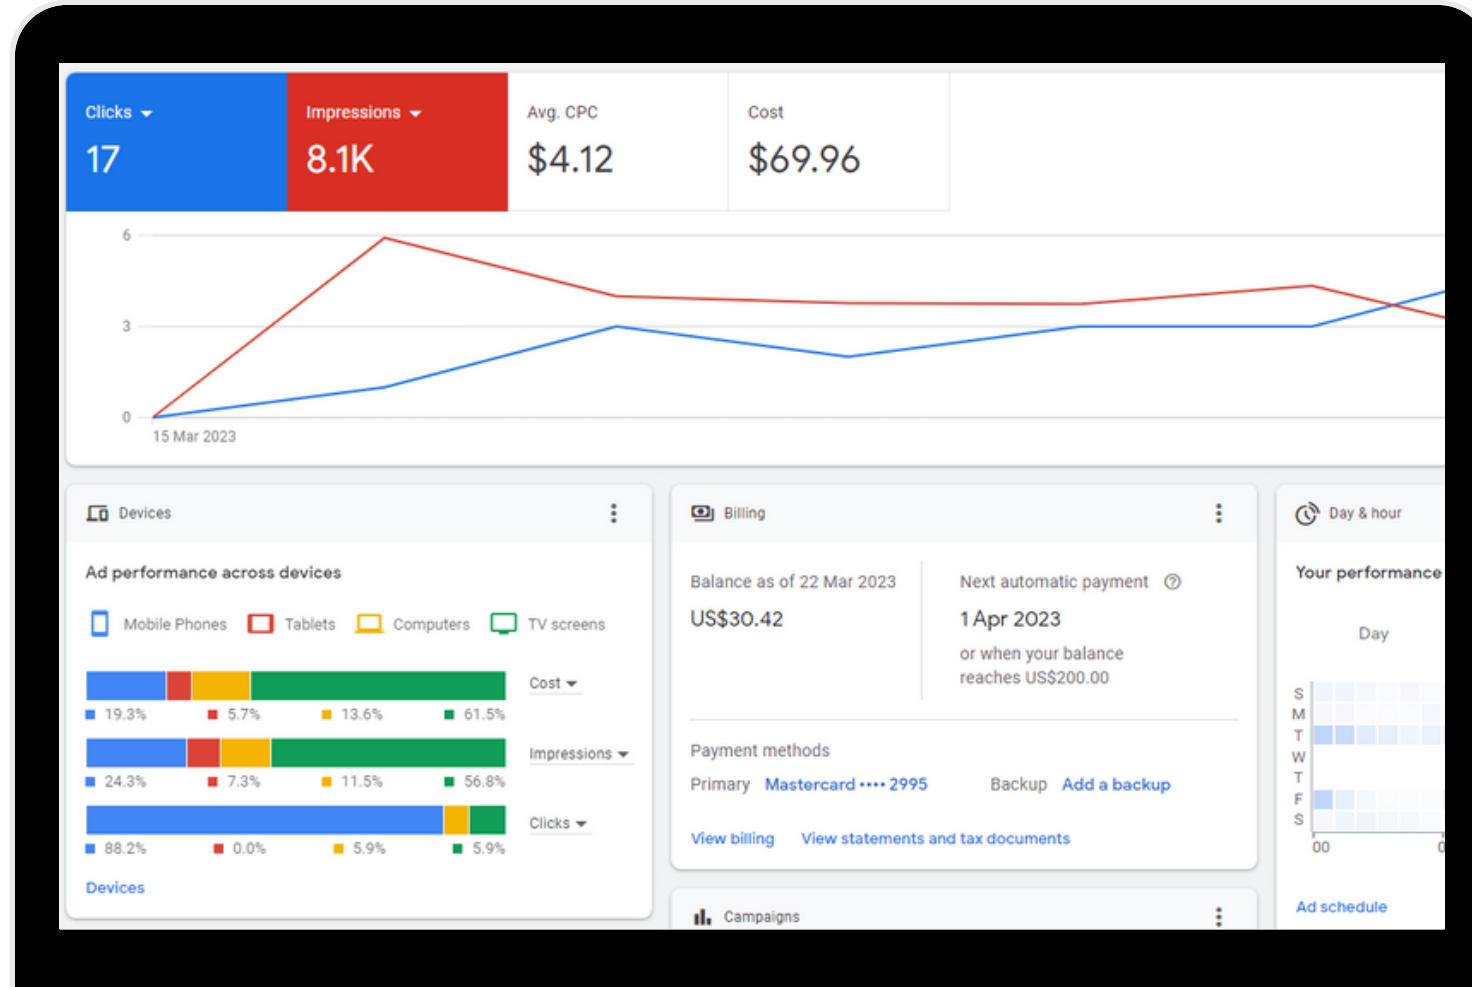 Clicks Impressions Avg. CPC Cost
17 8.1K $4.12 $69.96
6
3
0
15 Mar 2023
Devices
Ad performance across devices
Mobile Phones Tablets Computers TV screens
Cost
19.3% 5.7% 13.6% 61.5%
Impressions
24.3% 7.3% 11.5% 56.8%
Clicks
88.2% 0.0% 5.9% 5.9%
Devices
Billing
Balance as of 22 Mar 2023
US$30.42
Next automatic payment
1 Apr 2023
or when your balance
reaches US$200.00
Payment methods
Primary Mastercard •••• 2995 Backup Add a backup
View billing View statements and tax documents
Campaigns
Day & hour
Your performance
Day
S
M
T
W
T
F
S
00 0
Ad schedule